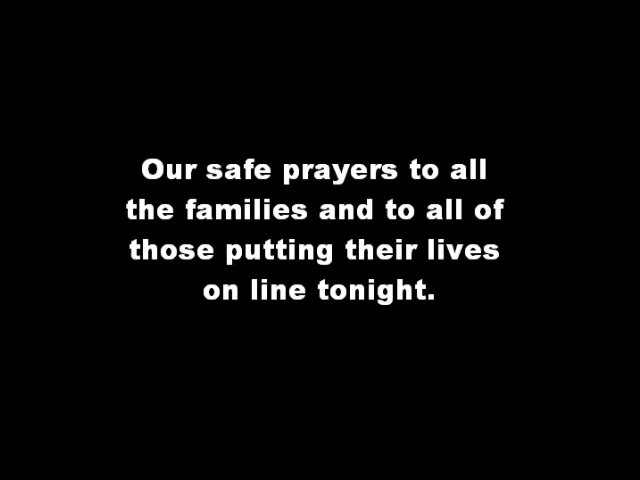 Our safe prayers to all
the families and to all of
those putting their lives
on line tonight.